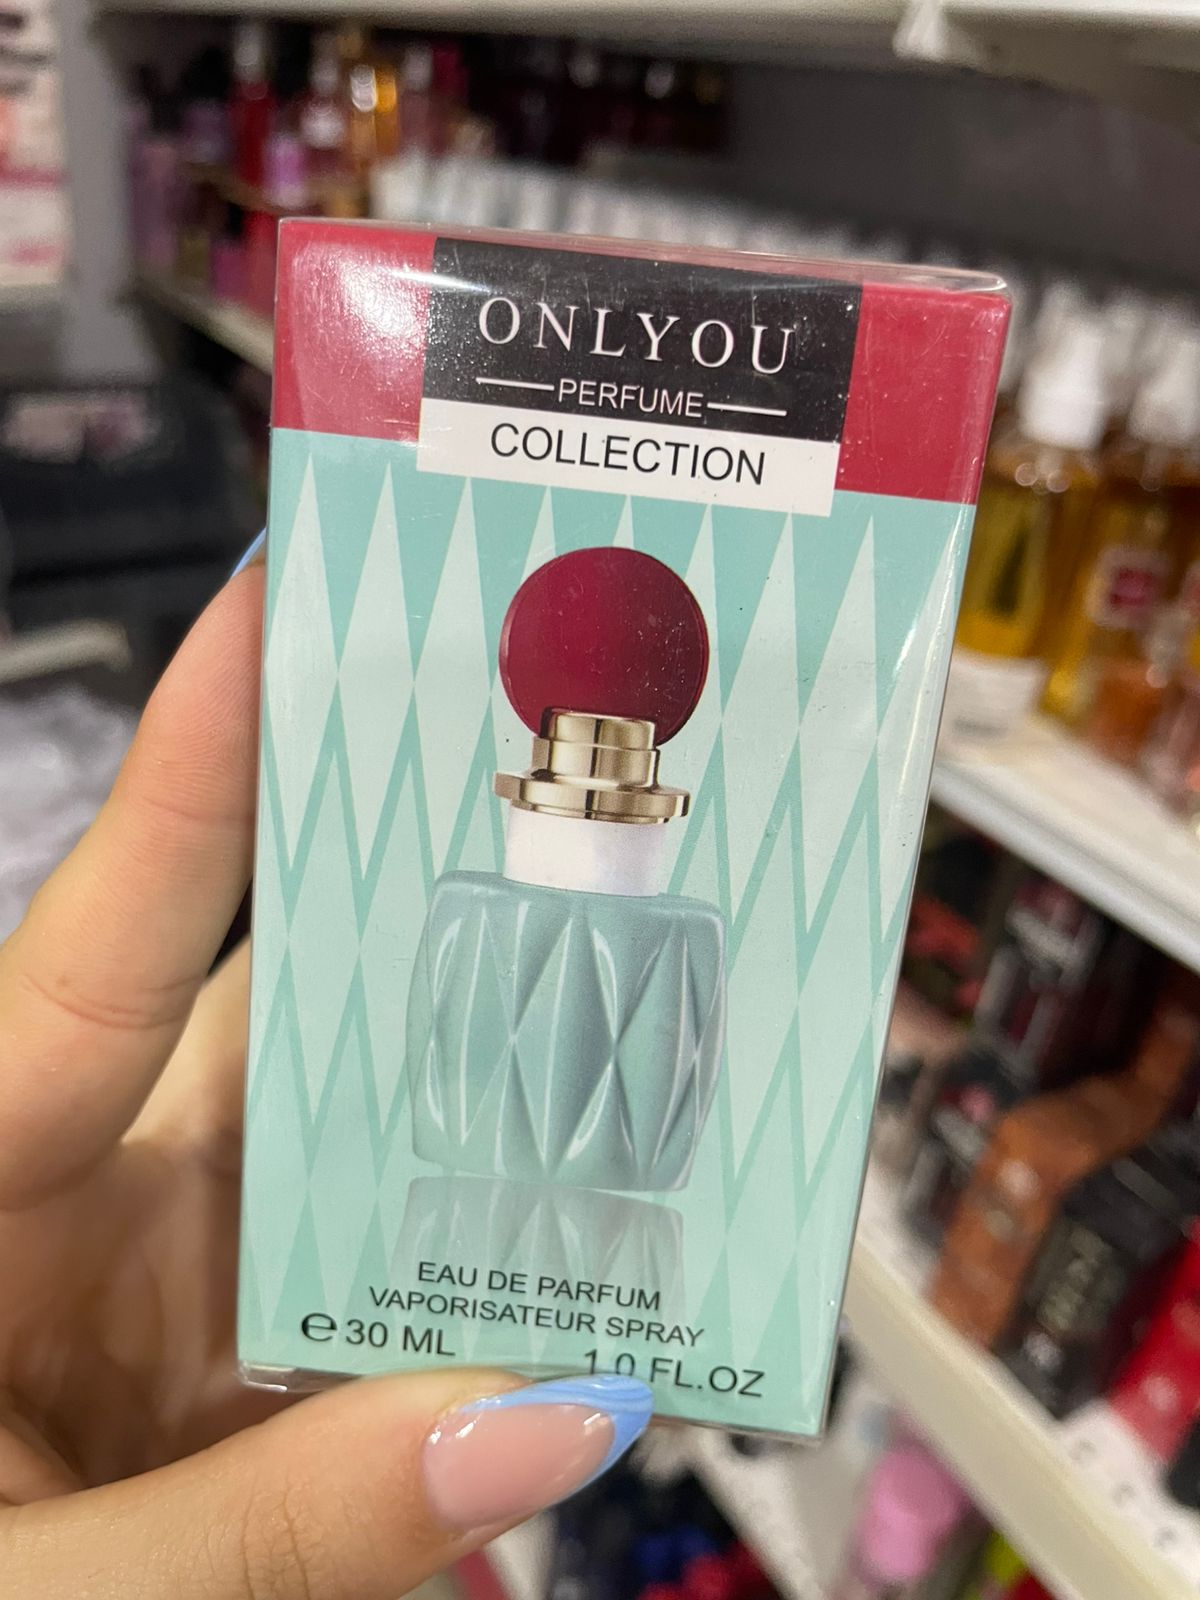 ONLYOU
PERFUME
COLLECTION
EAU DE PARFUM
VAPORISATEUR SPRAY
℮ 30 ML
1.0 FL.OZ